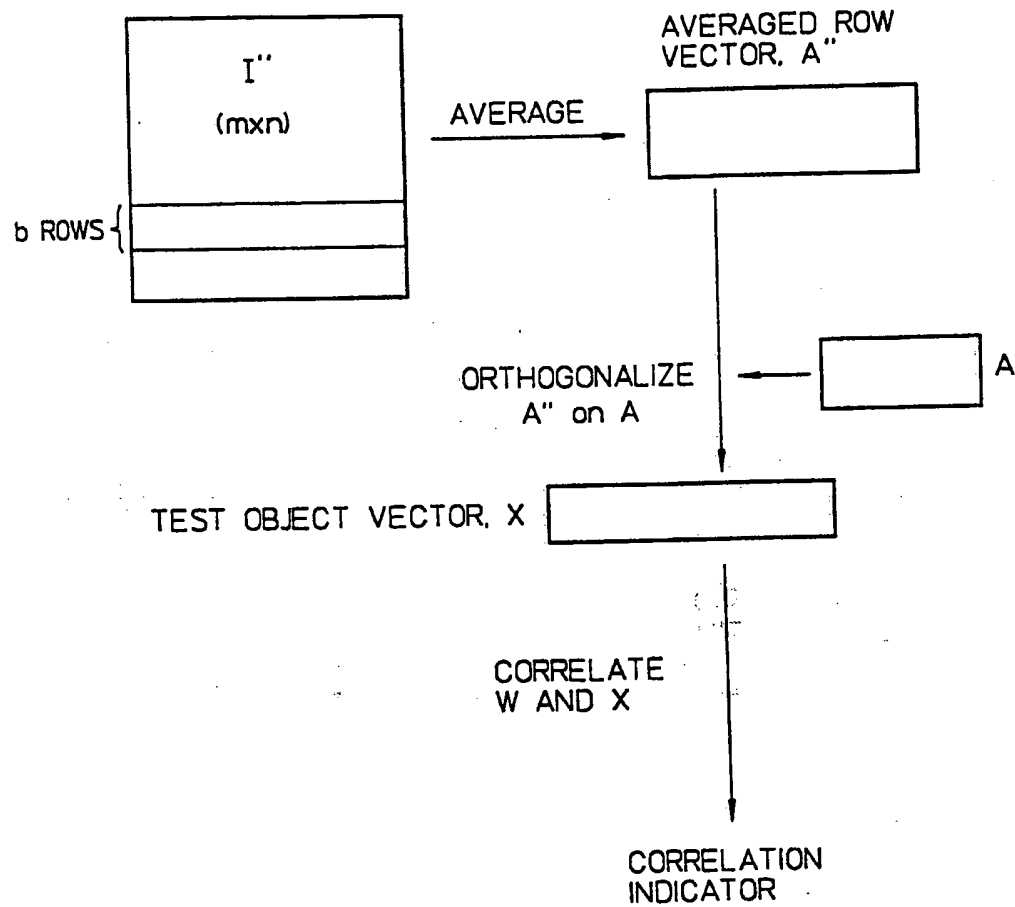 I''
(mxn)
b ROWS
AVERAGE
AVERAGED ROW
VECTOR, A''
ORTHOGONALIZE
A'' on A
A
TEST OBJECT VECTOR, X
CORRELATE
W AND X
CORRELATION
INDICATOR